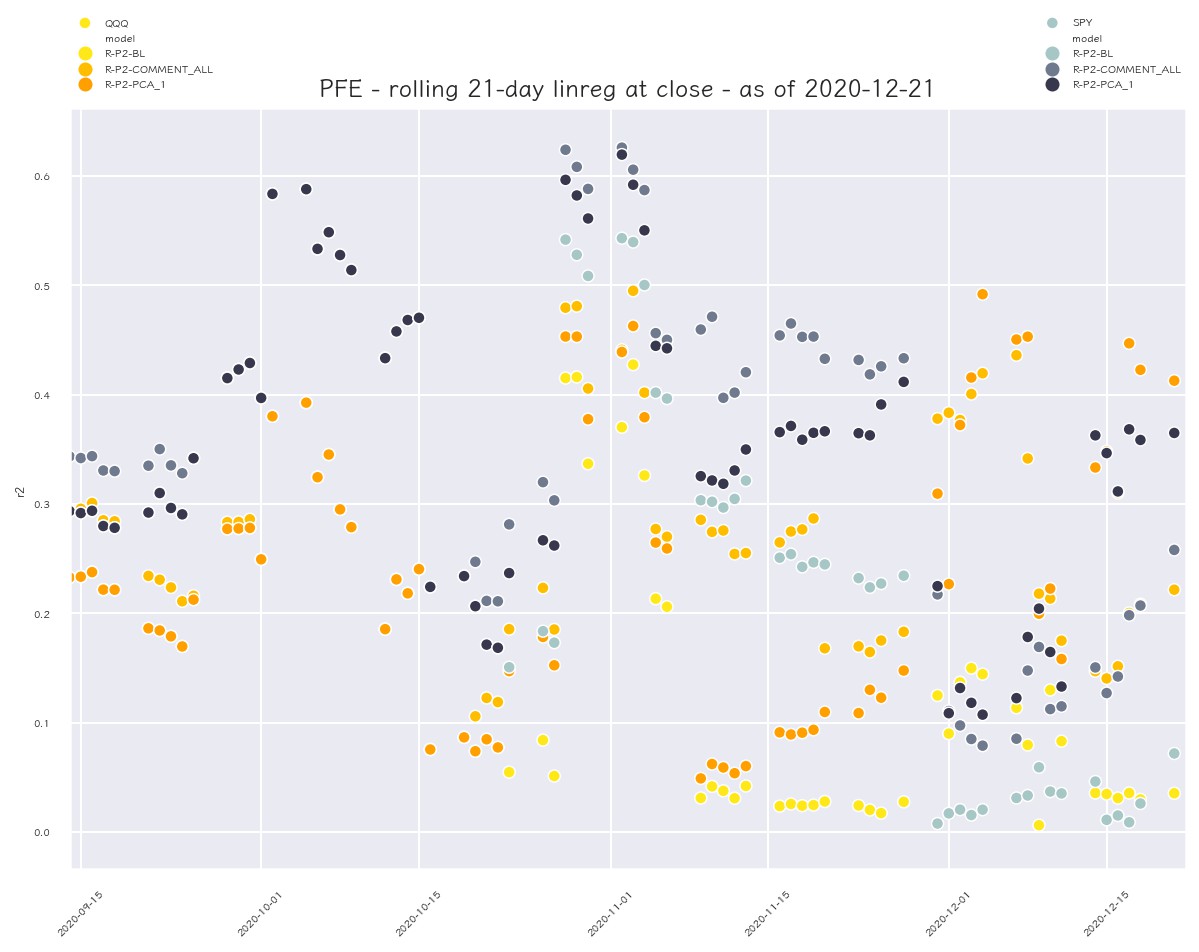 QQQ
model
R-P2-BL
R-P2-COMMENT_ALL
R-P2-PCA_1
SPY
model
R-P2-BL
R-P2-COMMENT_ALL
R-P2-PCA_1
PFE - rolling 21-day linreg at close - as of 2020-12-21
r2
0.6
0.5
0.4
0.3
0.2
0.1
0.0
2020-09-15
2020-10-01
2020-10-15
2020-11-01
2020-11-15
2020-12-01
2020-12-15